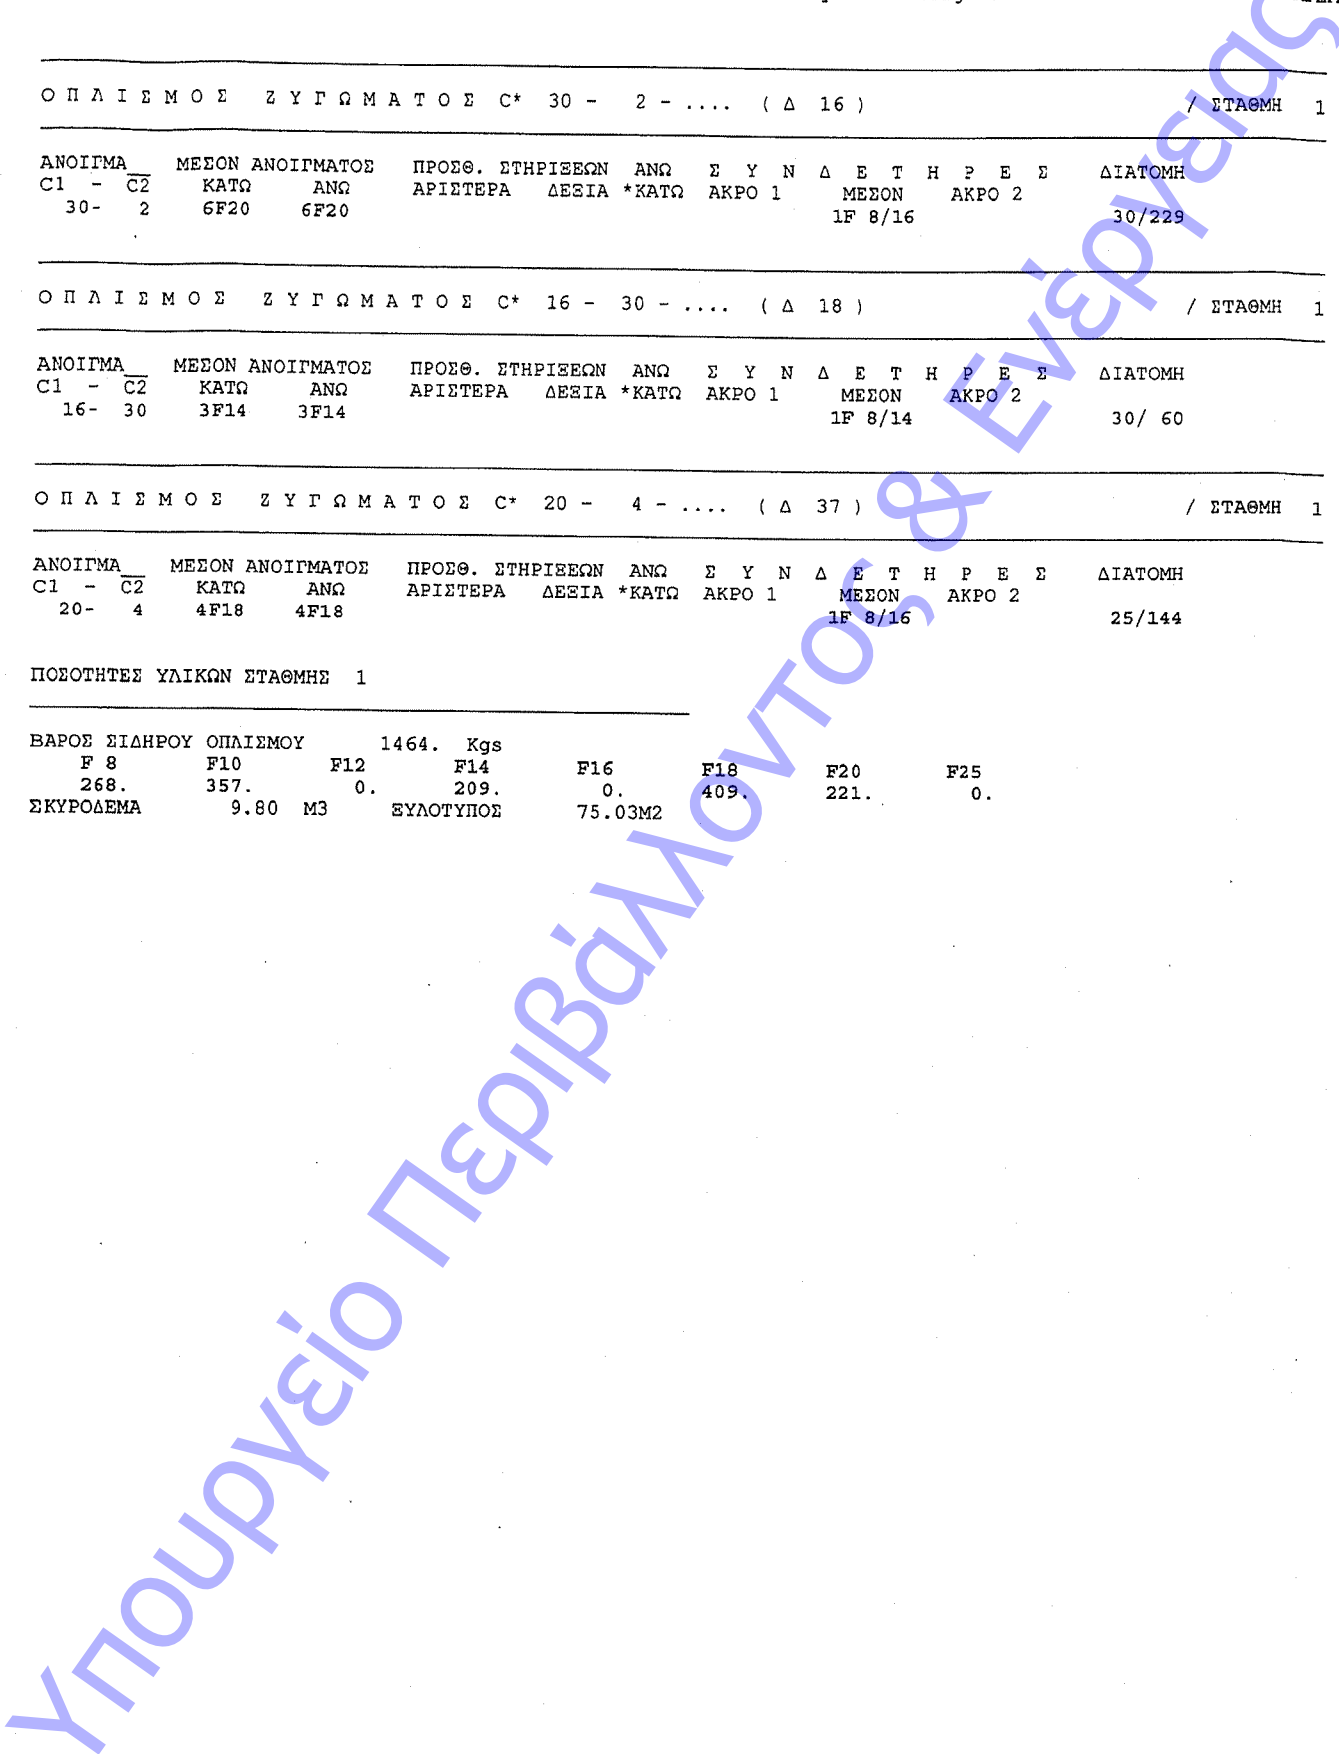 Ο Π Λ Ι Σ Μ Ο Σ   Ζ Υ Γ Ω Μ Α Τ Ο Σ  C*  30 -   2 - ....  ( Δ  16 )   / ΣΤΑΘΜΗ   1
ΑΝΟΙΓΜΑ__  ΜΕΣΟΝ ΑΝΟΙΓΜΑΤΟΣ   ΠΡΟΣΘ. ΣΤΗΡΙΞΕΩΝ  ΑΝΩ   Σ  Υ  Ν  Δ  Ε  Τ  Η  Ρ  Ε  Σ   ΔΙΑΤΟΜΗ
C1  -  C2   ΚΑΤΩ   ΑΝΩ   ΑΡΙΣΤΕΡΑ   ΔΕΞΙΑ *ΚΑΤΩ  ΑΚΡΟ 1   ΜΕΣΟΝ   ΑΚΡΟ 2
30-   2   6F20   6F20   1F 8/16   30/229
Ο Π Λ Ι Σ Μ Ο Σ   Ζ Υ Γ Ω Μ Α Τ Ο Σ  C*  16 -  30 - ....  ( Δ  18 )   / ΣΤΑΘΜΗ   1
ΑΝΟΙΓΜΑ__  ΜΕΣΟΝ ΑΝΟΙΓΜΑΤΟΣ   ΠΡΟΣΘ. ΣΤΗΡΙΞΕΩΝ  ΑΝΩ   Σ  Υ  Ν  Δ  Ε  Τ  Η  Ρ  Ε  Σ   ΔΙΑΤΟΜΗ
C1  -  C2   ΚΑΤΩ   ΑΝΩ   ΑΡΙΣΤΕΡΑ   ΔΕΞΙΑ *ΚΑΤΩ  ΑΚΡΟ 1   ΜΕΣΟΝ   ΑΚΡΟ 2
16-  30   3F14   3F14   1F 8/14   30/ 60
Ο Π Λ Ι Σ Μ Ο Σ   Ζ Υ Γ Ω Μ Α Τ Ο Σ  C*  20 -   4 - ....  ( Δ  37 )   / ΣΤΑΘΜΗ   1
ΑΝΟΙΓΜΑ__  ΜΕΣΟΝ ΑΝΟΙΓΜΑΤΟΣ   ΠΡΟΣΘ. ΣΤΗΡΙΞΕΩΝ  ΑΝΩ   Σ  Υ  Ν  Δ  Ε  Τ  Η  Ρ  Ε  Σ   ΔΙΑΤΟΜΗ
C1  -  C2   ΚΑΤΩ   ΑΝΩ   ΑΡΙΣΤΕΡΑ   ΔΕΞΙΑ *ΚΑΤΩ  ΑΚΡΟ 1   ΜΕΣΟΝ   ΑΚΡΟ 2
20-   4   4F18   4F18   1F 8/16   25/144
ΠΟΣΟΤΗΤΕΣ ΥΛΙΚΩΝ ΣΤΑΘΜΗΣ  1
ΒΑΡΟΣ ΣΙΔΗΡΟΥ ΟΠΛΙΣΜΟΥ   1464.  Kgs
F 8   F10   F12   F14   F16   F18   F20   F25
268.   357.   0.   209.   0.   409.   221.   0.
ΣΚΥΡΟΔΕΜΑ   9.80  M3   ΞΥΛΟΤΥΠΟΣ   75.03M2
Υπουργείο Περιβάλλοντος & Ενέργειας